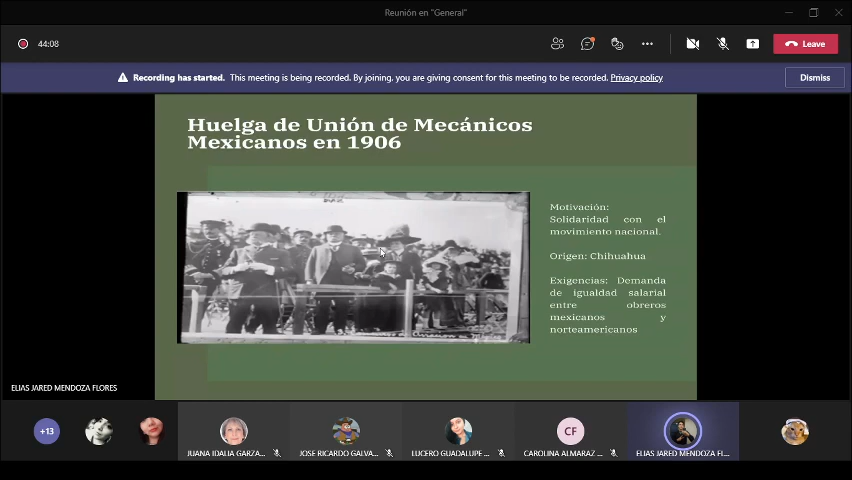 Reunión en "General"
44:08
Leave
Recording has started. This meeting is being recorded. By joining, you are giving consent for this meeting to be recorded. Privacy policy
Dismiss
Huelga de Unión de Mecánicos
Mexicanos en 1906
Motivación:
Solidaridad con el
movimiento nacional.
Origen: Chihuahua
Exigencias: Demanda
de igualdad salarial
entre obreros
mexicanos y
norteamericanos
ELIAS JARED MENDOZA FLORES
+13
JUANA IDALIA GARZA...
JOSE RICARDO GALVA...
LUCERO GUADALUPE ...
CF
CAROLINA ALMARAZ ...
ELIAS JARED MENDOZA FL...